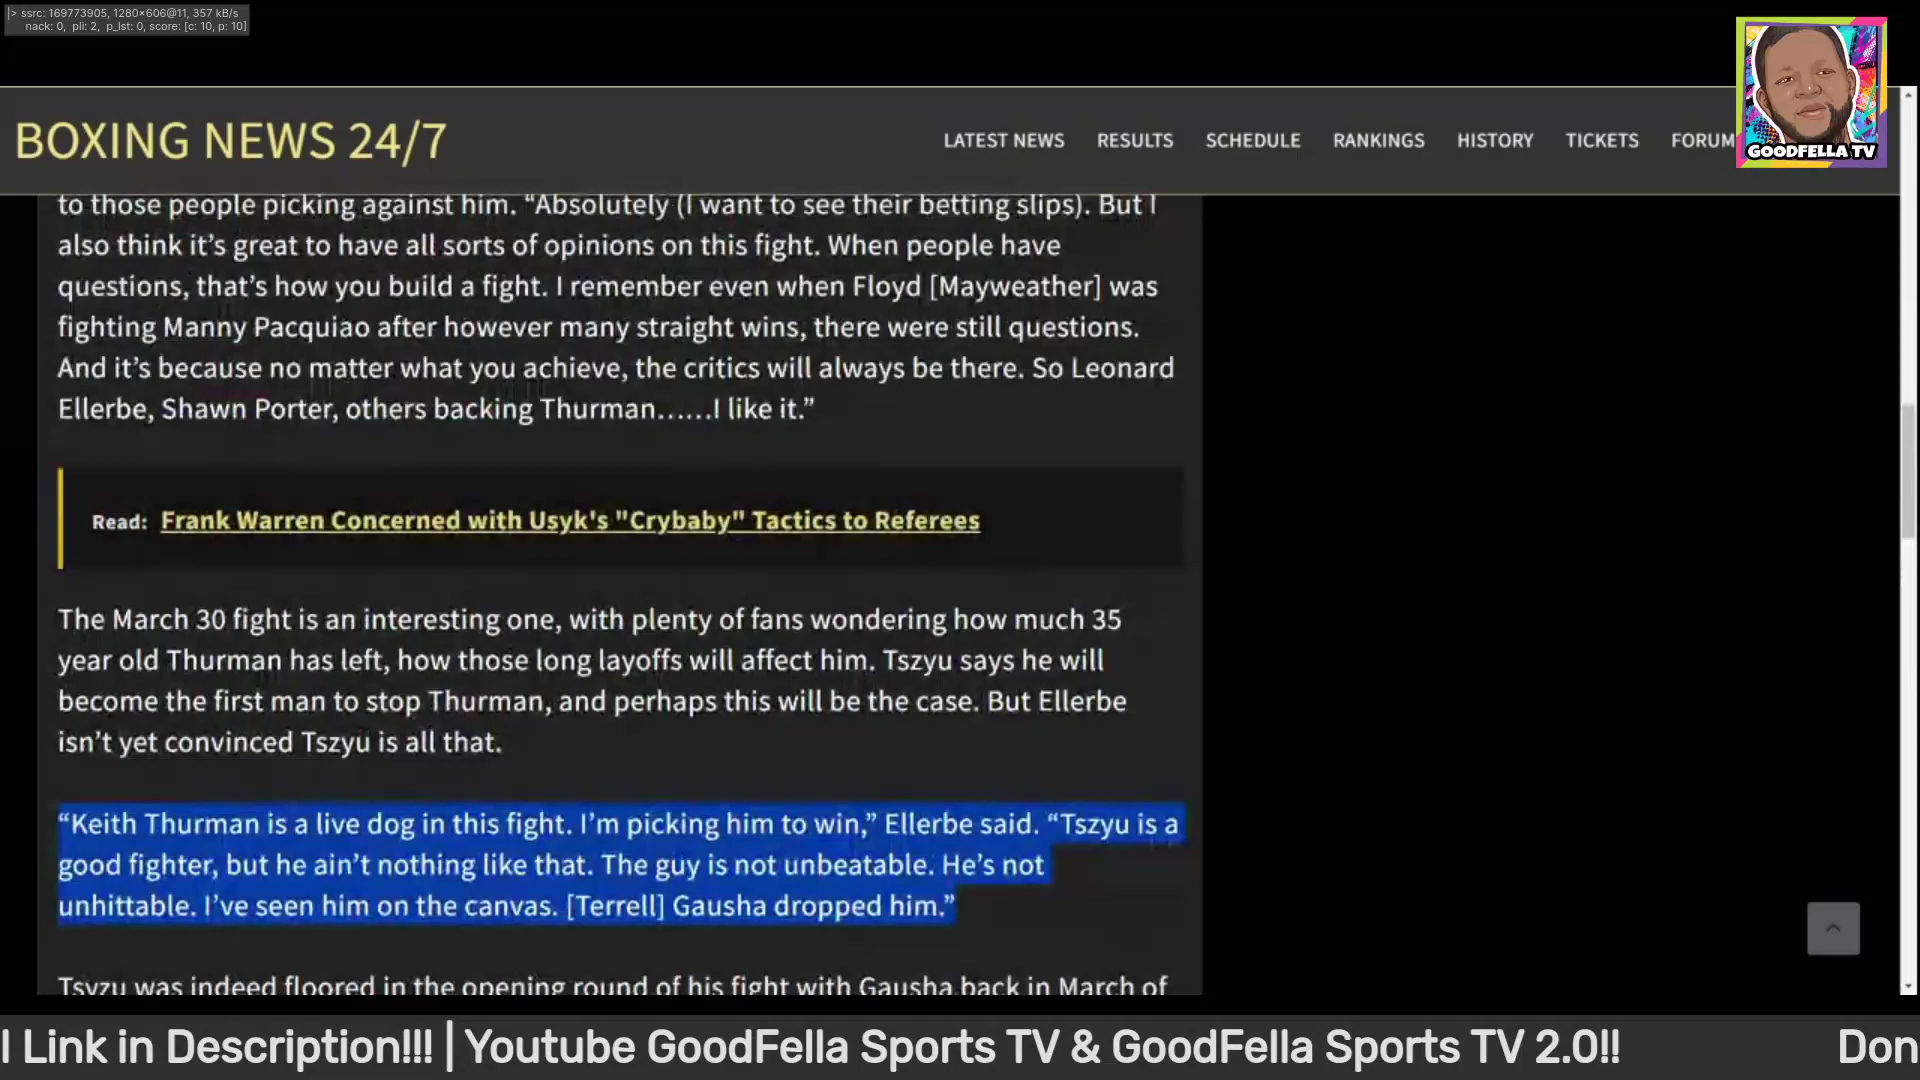 |> ssrc: 169773905, 1280×606@11, 357 kB/s
nack: 0, pli: 2, p_lst: 0, score: [c: 10, p: 10]
GOODFELLA TV
BOXING NEWS 24/7
LATEST NEWS RESULTS SCHEDULE RANKINGS HISTORY TICKETS FORUM
to those people picking against him. “Absolutely (I want to see their betting slips). But I
also think it’s great to have all sorts of opinions on this fight. When people have
questions, that’s how you build a fight. I remember even when Floyd [Mayweather] was
fighting Manny Pacquiao after however many straight wins, there were still questions.
And it’s because no matter what you achieve, the critics will always be there. So Leonard
Ellerbe, Shawn Porter, others backing Thurman……I like it.”
Read: Frank Warren Concerned with Usyk's "Crybaby" Tactics to Referees
The March 30 fight is an interesting one, with plenty of fans wondering how much 35
year old Thurman has left, how those long layoffs will affect him. Tszyu says he will
become the first man to stop Thurman, and perhaps this will be the case. But Ellerbe
isn’t yet convinced Tszyu is all that.
“Keith Thurman is a live dog in this fight. I’m picking him to win,” Ellerbe said. “Tszyu is a
good fighter, but he ain’t nothing like that. The guy is not unbeatable. He’s not
unhittable. I’ve seen him on the canvas. [Terrell] Gausha dropped him.”
Tsyzu was indeed floored in the opening round of his fight with Gausha back in March of
I Link in Description!!! | Youtube GoodFella Sports TV & GoodFella Sports TV 2.0!! Don